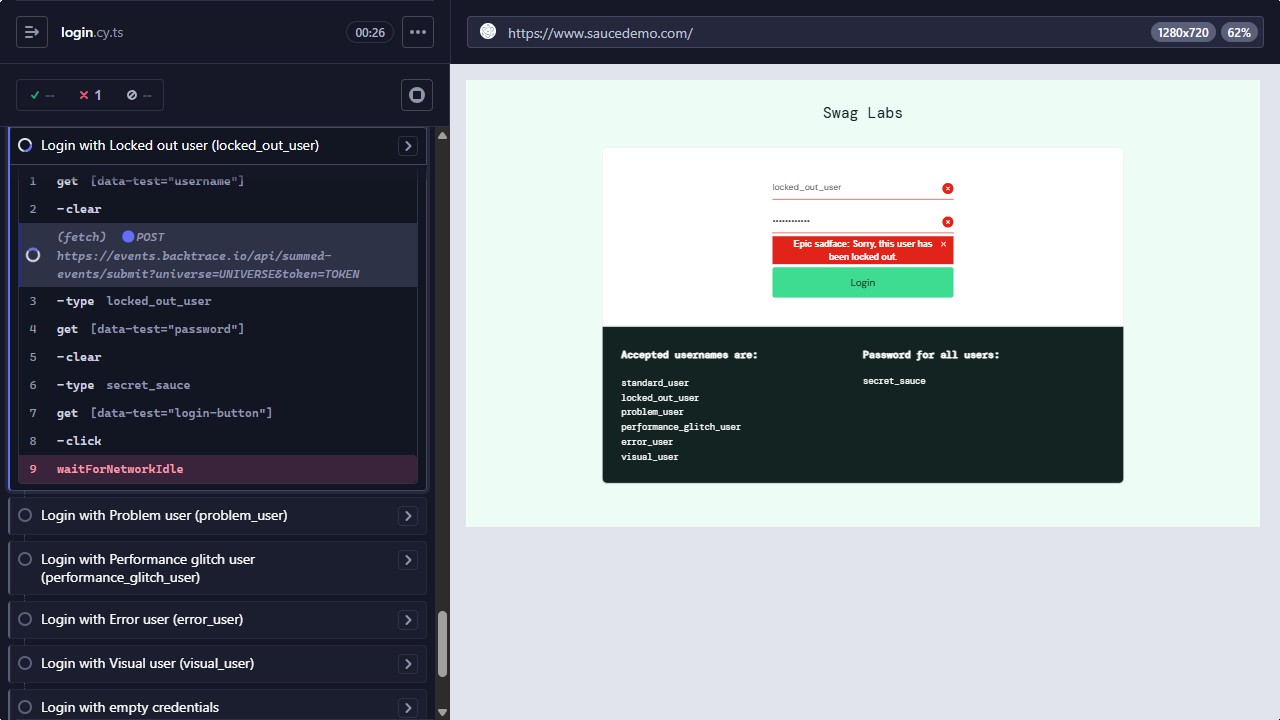 login.cy.ts
00:26
https://www.saucedemo.com/
1280x720
62%
--
1
--
Login with Locked out user (locked_out_user)
1 get [data-test="username"]
2 -clear
(fetch) POST
https://events.backtrace.io/api/summed-
events/submit?universe=UNIVERSE&token=TOKEN
3 -type locked_out_user
4 get [data-test="password"]
5 -clear
6 -type secret_sauce
7 get [data-test="login-button"]
8 -click
9 waitForNetworkIdle
Login with Problem user (problem_user)
Login with Performance glitch user
(performance_glitch_user)
Login with Error user (error_user)
Login with Visual user (visual_user)
Login with empty credentials
Swag Labs
locked_out_user
••••••••••••
Epic sadface: Sorry, this user has
been locked out.
Login
Accepted usernames are:
standard_user
locked_out_user
problem_user
performance_glitch_user
error_user
visual_user
Password for all users:
secret_sauce